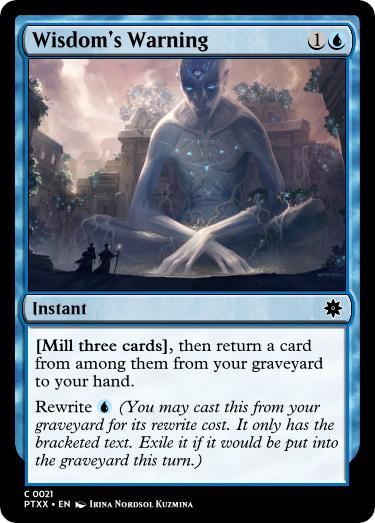 Wisdom's Warning 1
Instant
[Mill three cards], then return a card
from among them from your graveyard
to your hand.
Rewrite (You may cast this from your
graveyard for its rewrite cost. It only has the
bracketed text. Exile it if it would be put into
the graveyard this turn.)
C 0021
PTXX • EN Irina Nordsol Kuzmina